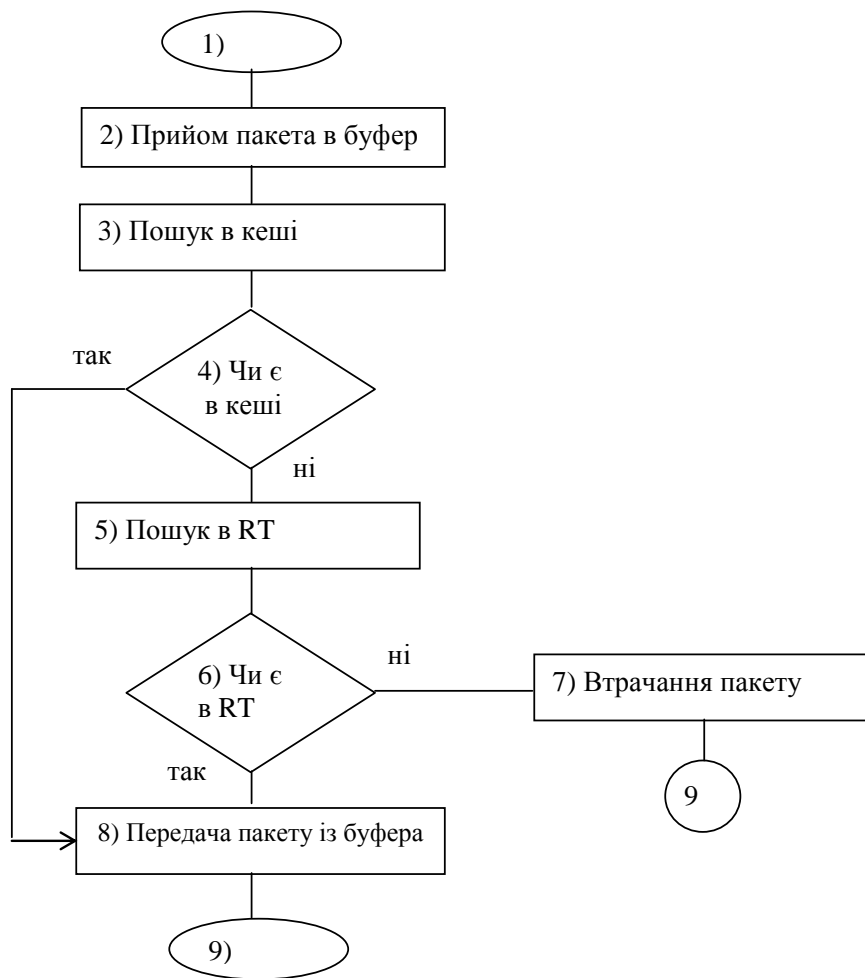 1)
2) Прийом пакета в буфер
3) Пошук в кеші
так
4) Чи є
в кеші
ні
5) Пошук в RT
6) Чи є
в RT
ні
7) Втрачання пакету
так
9
8) Передача пакету із буфера
9)